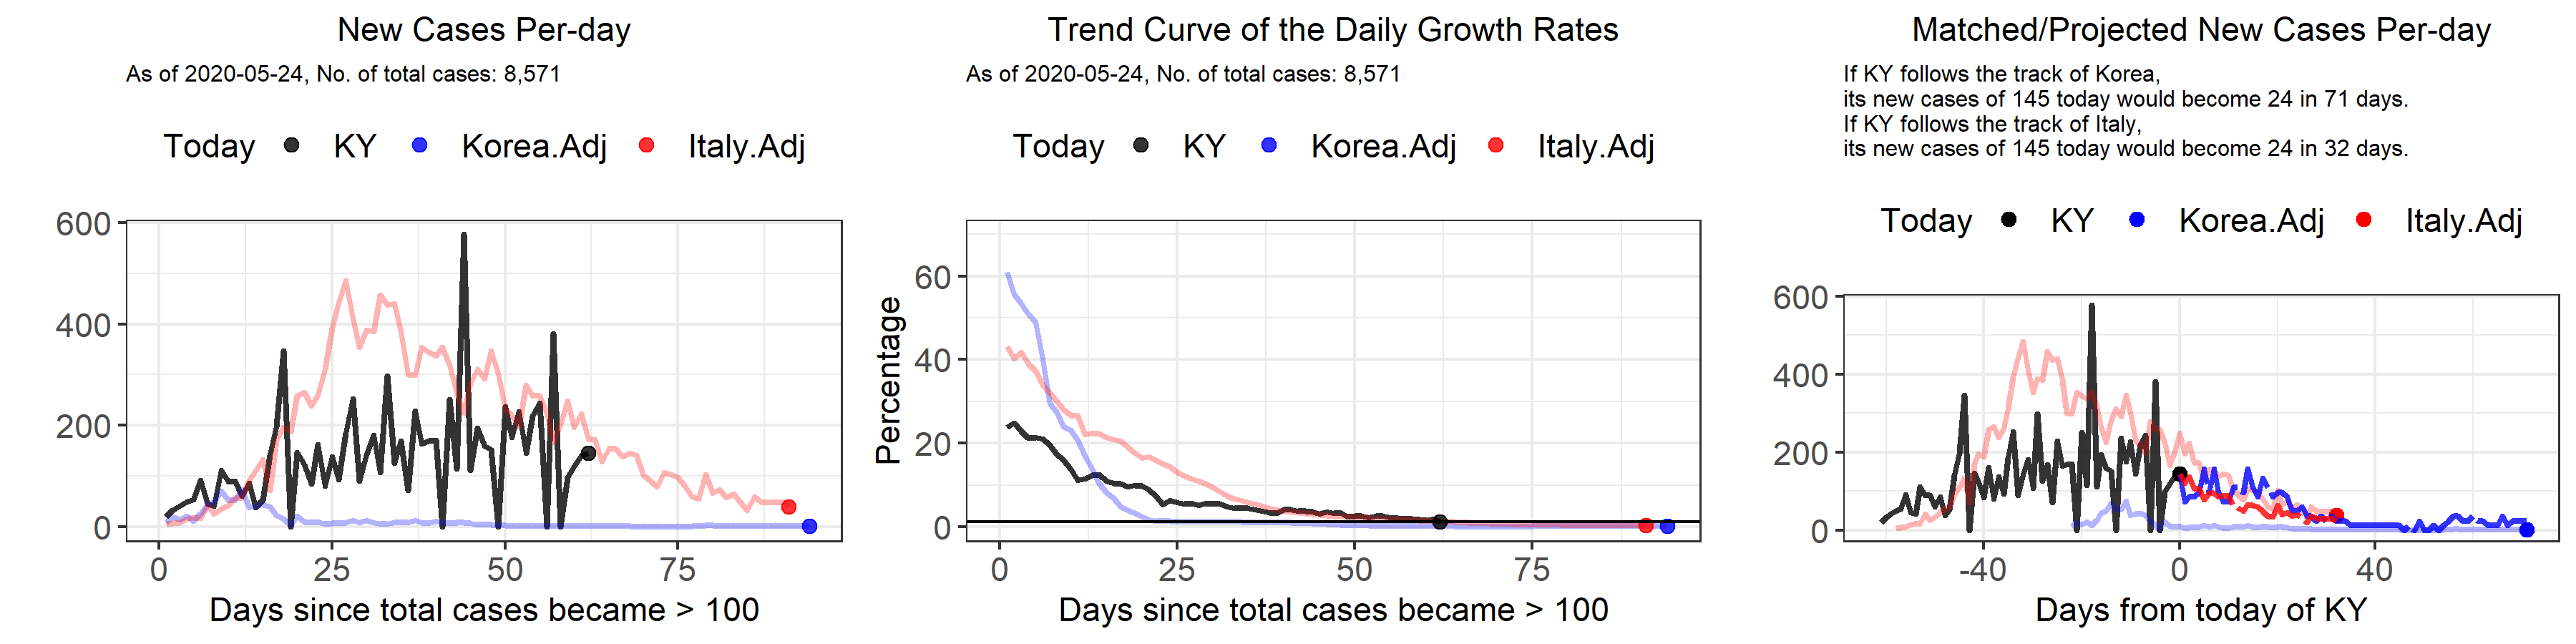 New Cases Per-day
As of 2020-05-24, No. of total cases: 8,571
Today KY Korea.Adj Italy.Adj
600
400
200
0
0 25 50 75
Days since total cases became > 100
Trend Curve of the Daily Growth Rates
As of 2020-05-24, No. of total cases: 8,571
Today KY Korea.Adj Italy.Adj
Percentage
60
40
20
0
0 25 50 75
Days since total cases became > 100
Matched/Projected New Cases Per-day
If KY follows the track of Korea,
its new cases of 145 today would become 24 in 71 days.
If KY follows the track of Italy,
its new cases of 145 today would become 24 in 32 days.
Today KY Korea.Adj Italy.Adj
600
400
200
0
-40 0 40
Days from today of KY